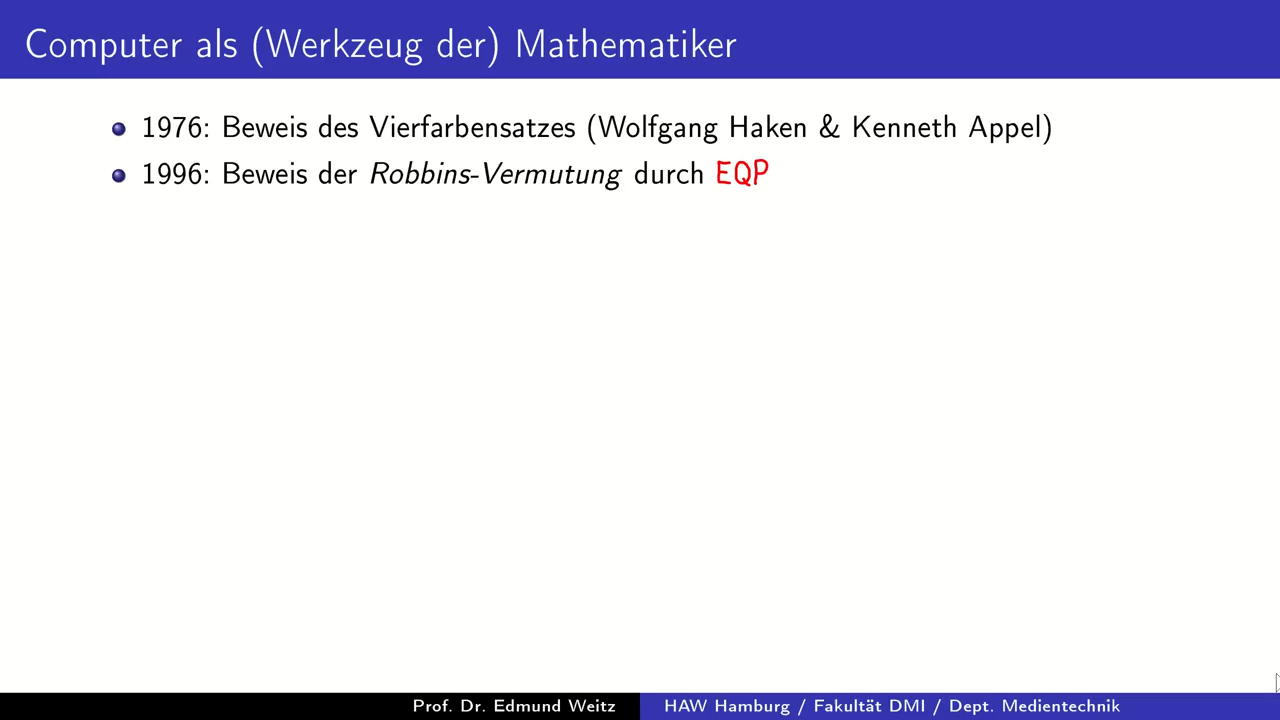 Computer als (Werkzeug der) Mathematiker
1976: Beweis des Vierfarbensatzes (Wolfgang Haken & Kenneth Appel)
1996: Beweis der Robbins-Vermutung durch EQP
Prof. Dr. Edmund Weitz
HAW Hamburg / Fakultät DMI / Dept. Medientechnik